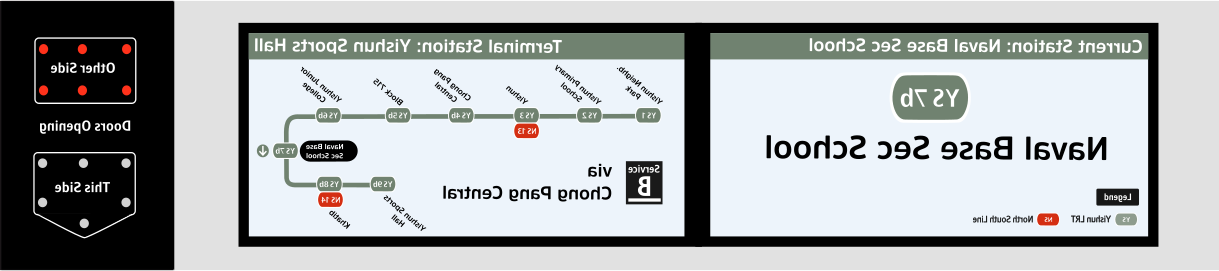 Current Station: Naval Base Sec School
YS 7b
Naval Base Sec School
Legend
YS Yishun LRT NS North South Line
Terminal Station: Yishun Sports Hall
YS 1
Yishun Neighb.
Park
YS 2
Yishun Primary
School
YS 3
NS 13
Yishun
YS 4b
Chong Pang
Central
YS 5b
Block 715
YS 6b
Yishun Junior
College
YS 7b
Naval Base
Sec School
YS 8b
NS 14
Khatib
YS 9b
Yishun Sports
Hall
Service
B
via
Chong Pang Central
Other Side
Doors Opening
This Side